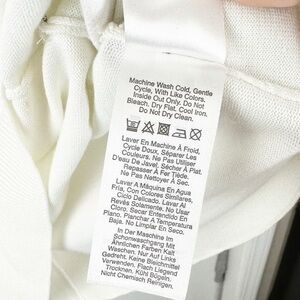 Machine Wash Cold, Gentle
Cycle, With Like Colors.
Inside Out Only. Do Not
Bleach. Dry Flat. Cool Iron.
Do Not Dry Clean.
Laver En Machine À Froid,
Cycle Doux, Séparer Les
Couleurs. Ne Pas Utiliser
D'eau De Javel. Sécher À Plat.
Repasser À Fer Tiède.
Ne Pas Nettoyer À Sec.
Lavar A Máquina En Agua
Fría, Con Colores Similares.
Ciclo Delicado. Lavar Al
Revés Solamente. No Usar
Cloro. Secar Entendido En
Plano. Planchar A Temperatura
Baja. No Limpiar En Seco.
In Der Maschine Im
Schonwaschgang Mit
Ähnlichen Farben Kalt
Waschen. Nur Auf Links
Gedreht. Keine Bleichmittel
Verwenden. Flach Liegend
Trocknen. Kühl Bügeln.
Nicht Chemisch Reinigen.